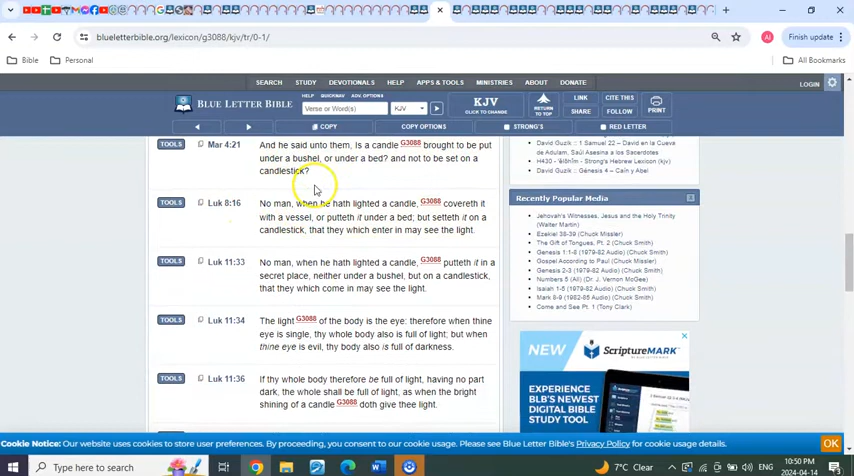 Finish update
blueletterbible.org/lexicon/g3088/kjv/tr/0-1/
Bible
Personal
All Bookmarks
SEARCH STUDY DEVOTIONALS HELP APPS & TOOLS MINISTRIES ABOUT DONATE
LOGIN
BLUE LETTER BIBLE
HELP QUICKNAV ADV. OPTIONS
Verse or Word(s)
KJV
KJV
CLICK TO CHANGE
RETURN
TO TOP
LINK
SHARE
CITE THIS
FOLLOW
PRINT
COPY
COPY OPTIONS
STRONG'S
RED LETTER
TOOLS Mar 4:21 And he said unto them, Is a candle G3088 brought to be put
under a bushel, or under a bed? and not to be set on a
candlestick?
TOOLS Luk 8:16 No man, when he hath lighted a candle, G3088 covereth it
with a vessel, or putteth it under a bed; but setteth it on a
candlestick, that they which enter in may see the light.
TOOLS Luk 11:33 No man, when he hath lighted a candle, G3088 putteth it in a
secret place, neither under a bushel, but on a candlestick,
that they which come in may see the light.
TOOLS Luk 11:34 The light G3088 of the body is the eye: therefore when thine
eye is single, thy whole body also is full of light; but when
thine eye is evil, thy body also is full of darkness.
TOOLS Luk 11:36 If thy whole body therefore be full of light, having no part
dark, the whole shall be full of light, as when the bright
shining of a candle G3088 doth give thee light.
David Guzik :: 1 Samuel 22 – David en la Cueva
de Adulam, Saúl Asesina a los Sacerdotes
H430 - 'ĕlōhîm - Strong's Hebrew Lexicon (kjv)
David Guzik :: Génesis 4 – Caín y Abel
Recently Popular Media
Jehovah's Witnesses, Jesus and the Holy Trinity
(Walter Martin)
Ezekiel 38-39 (Chuck Missler)
The Gift of Tongues, Pt. 2 (Chuck Smith)
Genesis 1:1-8 (1979-82 Audio) (Chuck Smith)
Gospel According to Paul (Chuck Missler)
Genesis 2-3 (1979-82 Audio) (Chuck Smith)
Numbers 5 (All) (Dr. J. Vernon McGee)
Isaiah 1-5 (1979-82 Audio) (Chuck Smith)
Mark 8-9 (1982-85 Audio) (Chuck Smith)
Come and See Pt. 1 (Tony Clark)
NEW
SCRIPTUREMARK
EXPERIENCE
BLB'S NEWEST
DIGITAL BIBLE
STUDY TOOL
Cookie Notice: Our website uses cookies to store user preferences. By proceeding, you consent to our cookie usage. Please see Blue Letter Bible's Privacy Policy for cookie usage details.
OK
Type here to search
7°C Clear
ENG
10:50 PM
2024-04-14